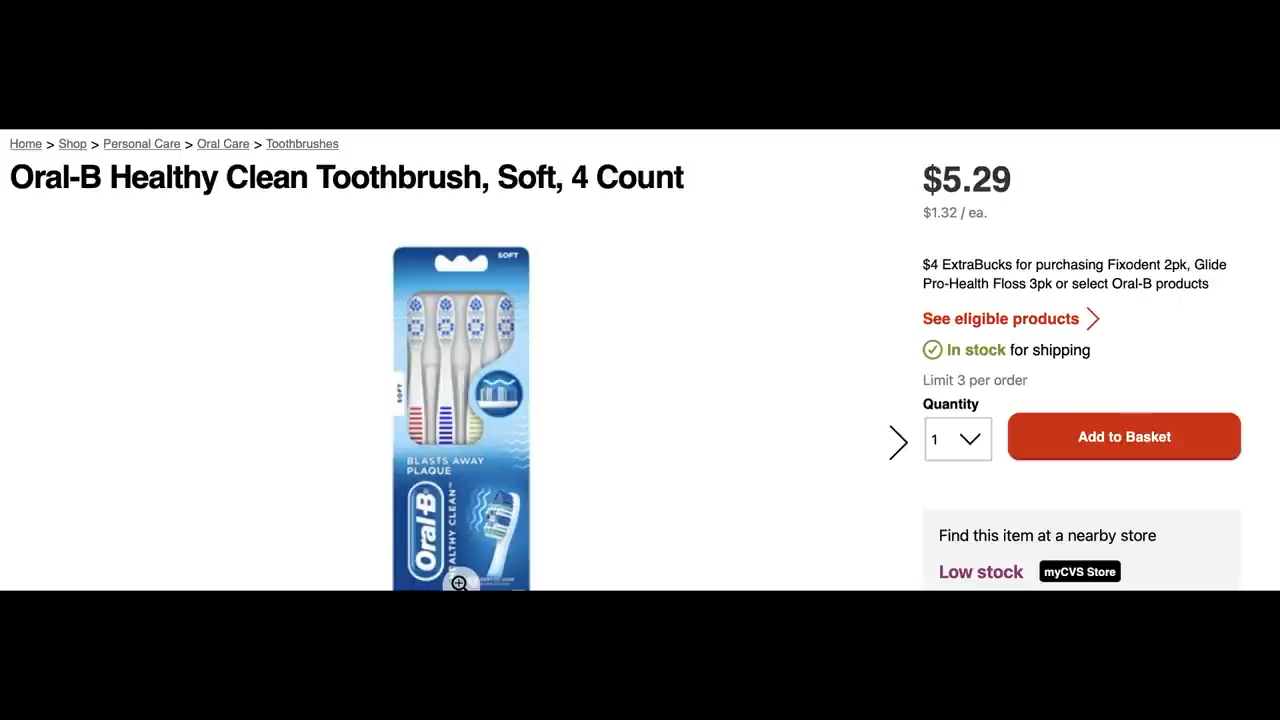 Home > Shop > Personal Care > Oral Care > Toothbrushes
Oral-B Healthy Clean Toothbrush, Soft, 4 Count
SOFT
SOFT
BLASTS AWAY
PLAQUE
Oral-B
EALTHY CLEAN™
$5.29
$1.32 / ea.
$4 ExtraBucks for purchasing Fixodent 2pk, Glide
Pro-Health Floss 3pk or select Oral-B products
See eligible products
In stock for shipping
Limit 3 per order
Quantity
1
Add to Basket
Find this item at a nearby store
Low stock
myCVS Store